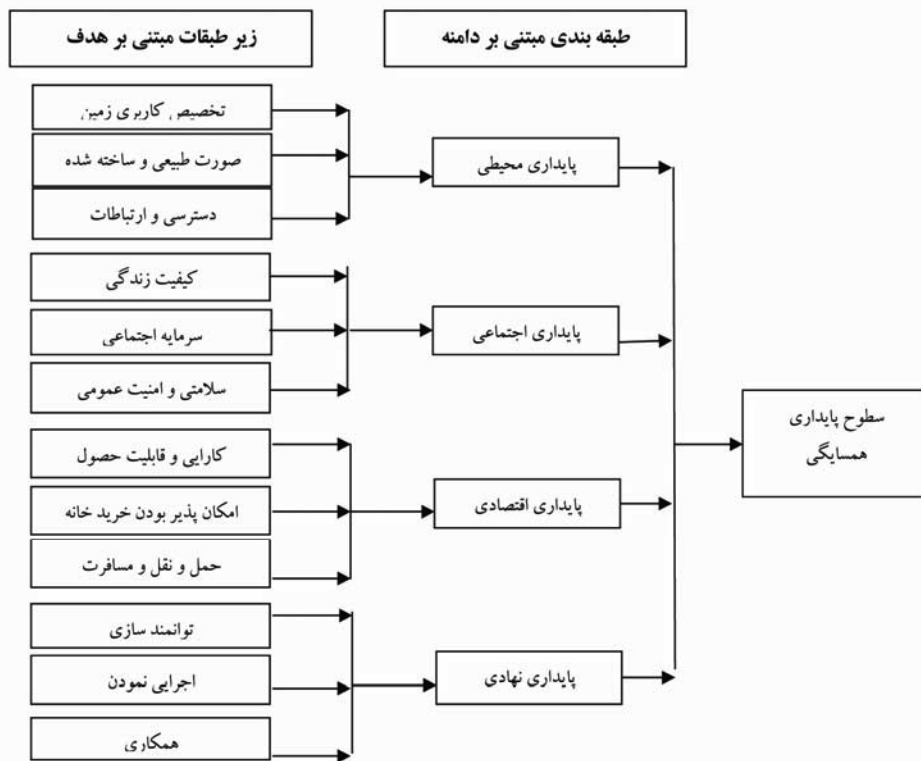 طبقه بندی مبتنی بر دامنه
زیر طبقات مبتنی بر هدف
تخصیص کاربری زمین
صورت طبیعی و ساخته شده
دسترسی و ارتباطات
پایداری محیطی
کیفیت زندگی
سرمایه اجتماعی
سلامتی و امنیت عمومی
پایداری اجتماعی
کارایی و قابلیت حصول
امکان پذیر بودن خرید خانه
حمل و نقل و مسافرت
پایداری اقتصادی
توانمند سازی
اجرایی نمودن
همکاری
پایداری نهادی
سطوح پایداری
همسایگی